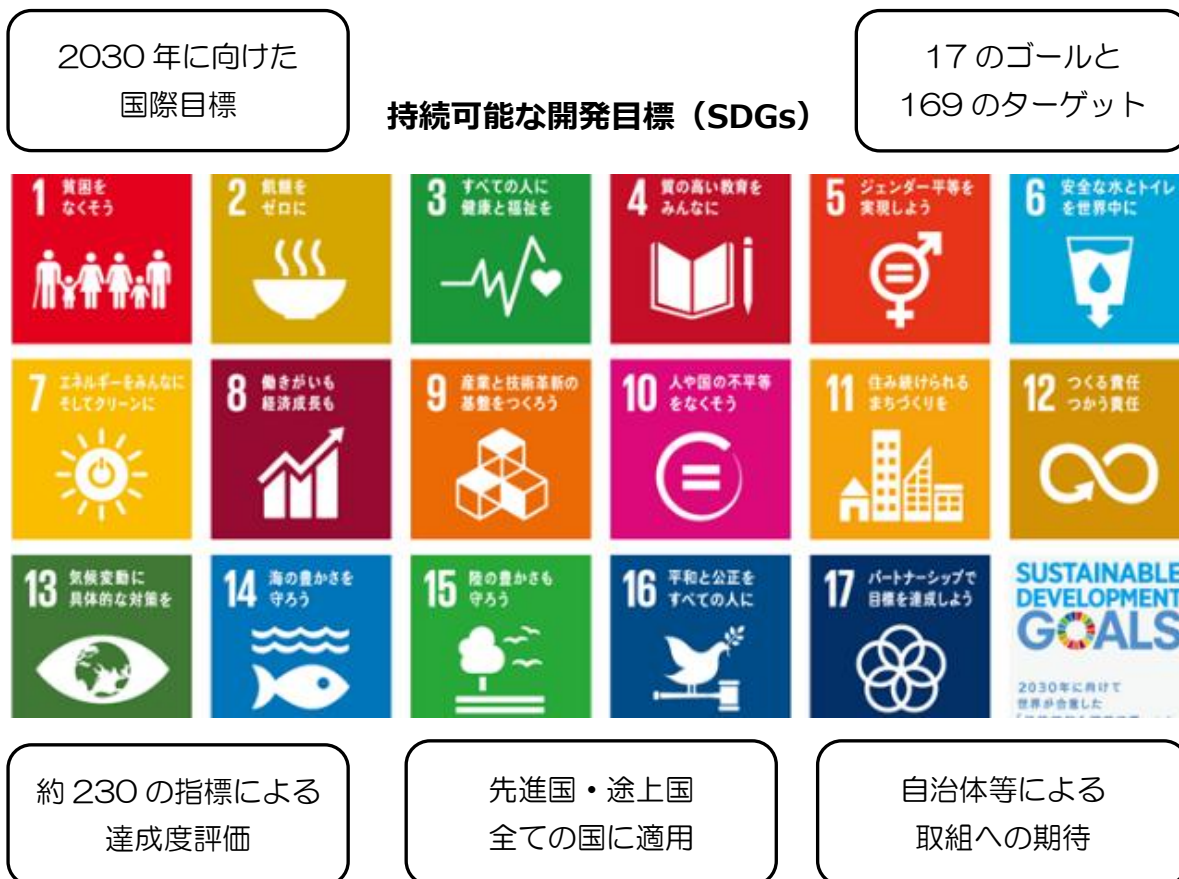 2030 年に向けた
国際目標
持続可能な開発目標(SDGs)
17 のゴールと
169 のターゲット
1 貧困を
なくそう
2 飢餓を
ゼロに
3 すべての人に
健康と福祉を
4 質の高い教育を
みんなに
5 ジェンダー平等を
実現しよう
6 安全な水とトイレ
を世界中に
7 エネルギーをみんなに
そしてクリーンに
8 働きがいも
経済成長も
9 産業と技術革新の
基盤をつくろう
10 人や国の不平等
をなくそう
11 住み続けられる
まちづくりを
12 つくる責任
つかう責任
13 気候変動に
具体的な対策を
14 海の豊かさを
守ろう
15 陸の豊かさも
守ろう
16 平和と公正を
すべての人に
17 パートナーシップで
目標を達成しよう
SUSTAINABLE
DEVELOPMENT
GOALS
2030年に向けて
世界が合意した
約 230 の指標による
達成度評価
先進国・途上国
全ての国に適用
自治体等による
取組への期待